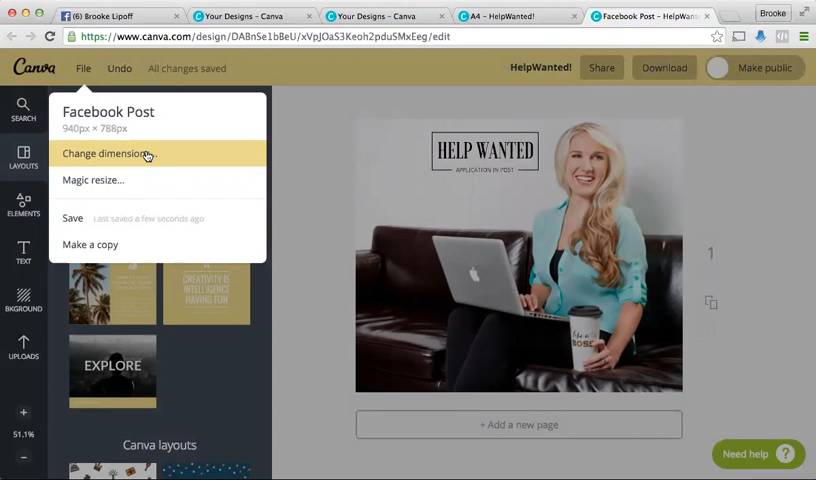 (6) Brooke Lipoff
Your Designs - Canva
Your Designs - Canva
A4 - HelpWanted!
Facebook Post - HelpWan
Brooke
https://www.canva.com/design/DABnSe1bBeU/xVpJOaS3Keoh2pduSMxEeg/edit
Canva
File
Undo
All changes saved
HelpWanted!
Share
Download
Make public
Facebook Post
940px × 788px
Change dimensions...
Magic resize...
Save
Last saved a few seconds ago
Make a copy
SEARCH
LAYOUTS
ELEMENTS
TEXT
BKGROUND
UPLOADS
51.1%
CREATIVITY IS
INTELLIGENCE
HAVING FUN
EXPLORE
Canva layouts
HELP WANTED
APPLICATION IN POST
like a
BOSS
1
+ Add a new page
Need help
?